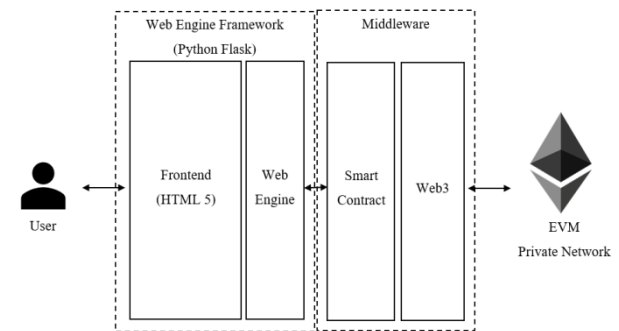 Web Engine Framework
(Python Flask)
Middleware
Frontend
(HTML 5)
Web
Engine
Smart
Contract
Web3
User
EVM
Private Network